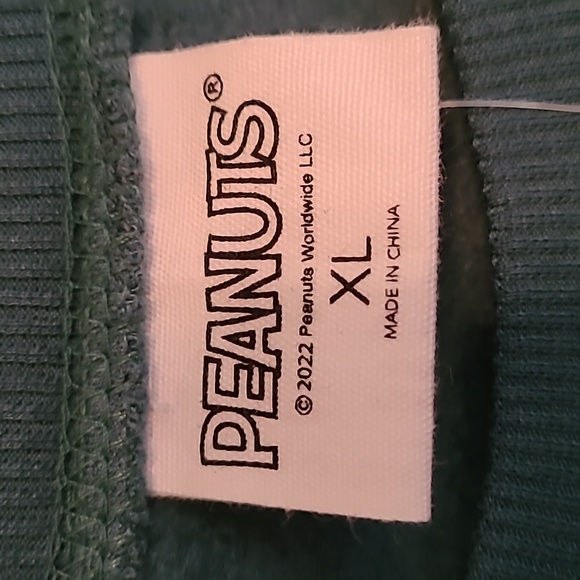 PEANUTS®
© 2022 Peanuts Worldwide LLC
XL
MADE IN CHINA